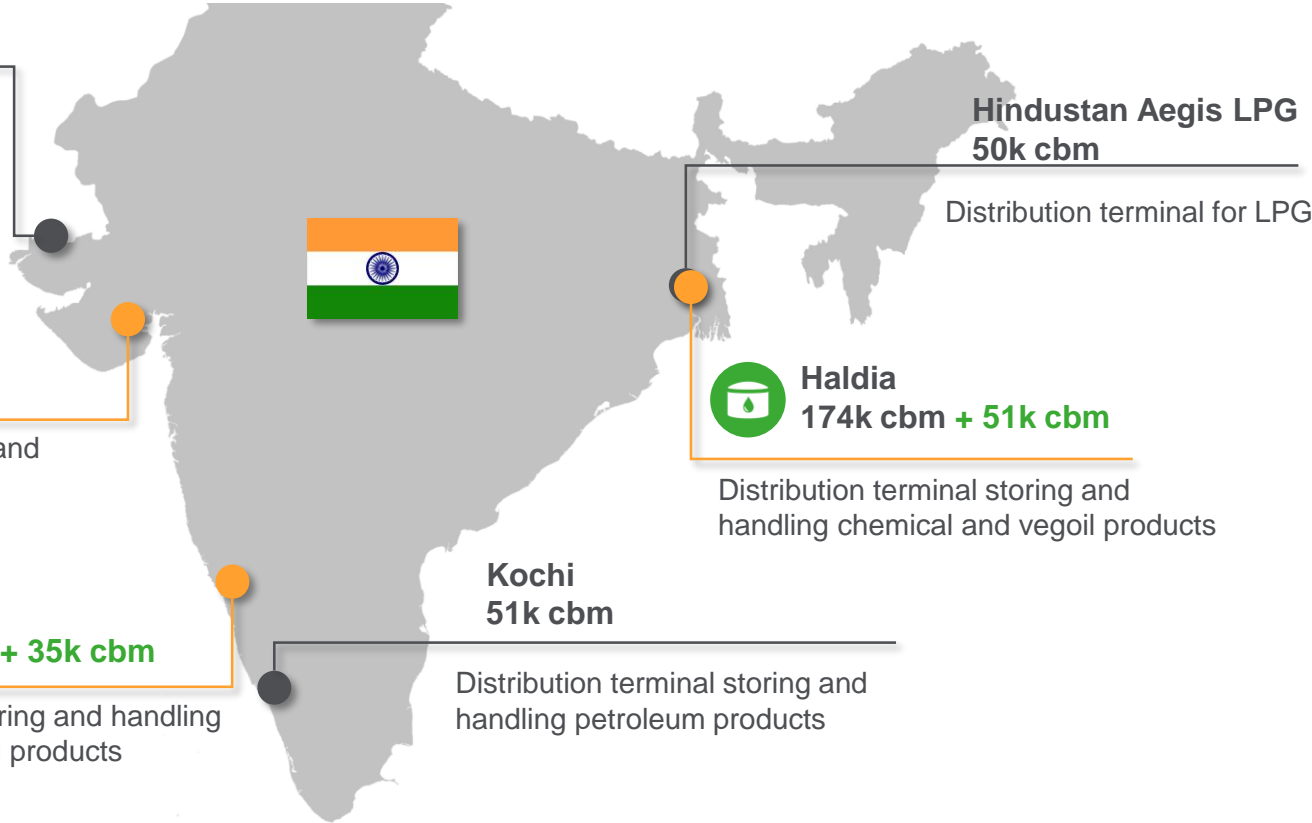 Hindustan Aegis LPG
50k cbm
Distribution terminal for LPG
Haldia
174k cbm + 51k cbm
and
Distribution terminal storing and
handling chemical and vegoil products
Kochi
51k cbm
+ 35k cbm
Distribution terminal storing and
handling petroleum products
ring and handling
products